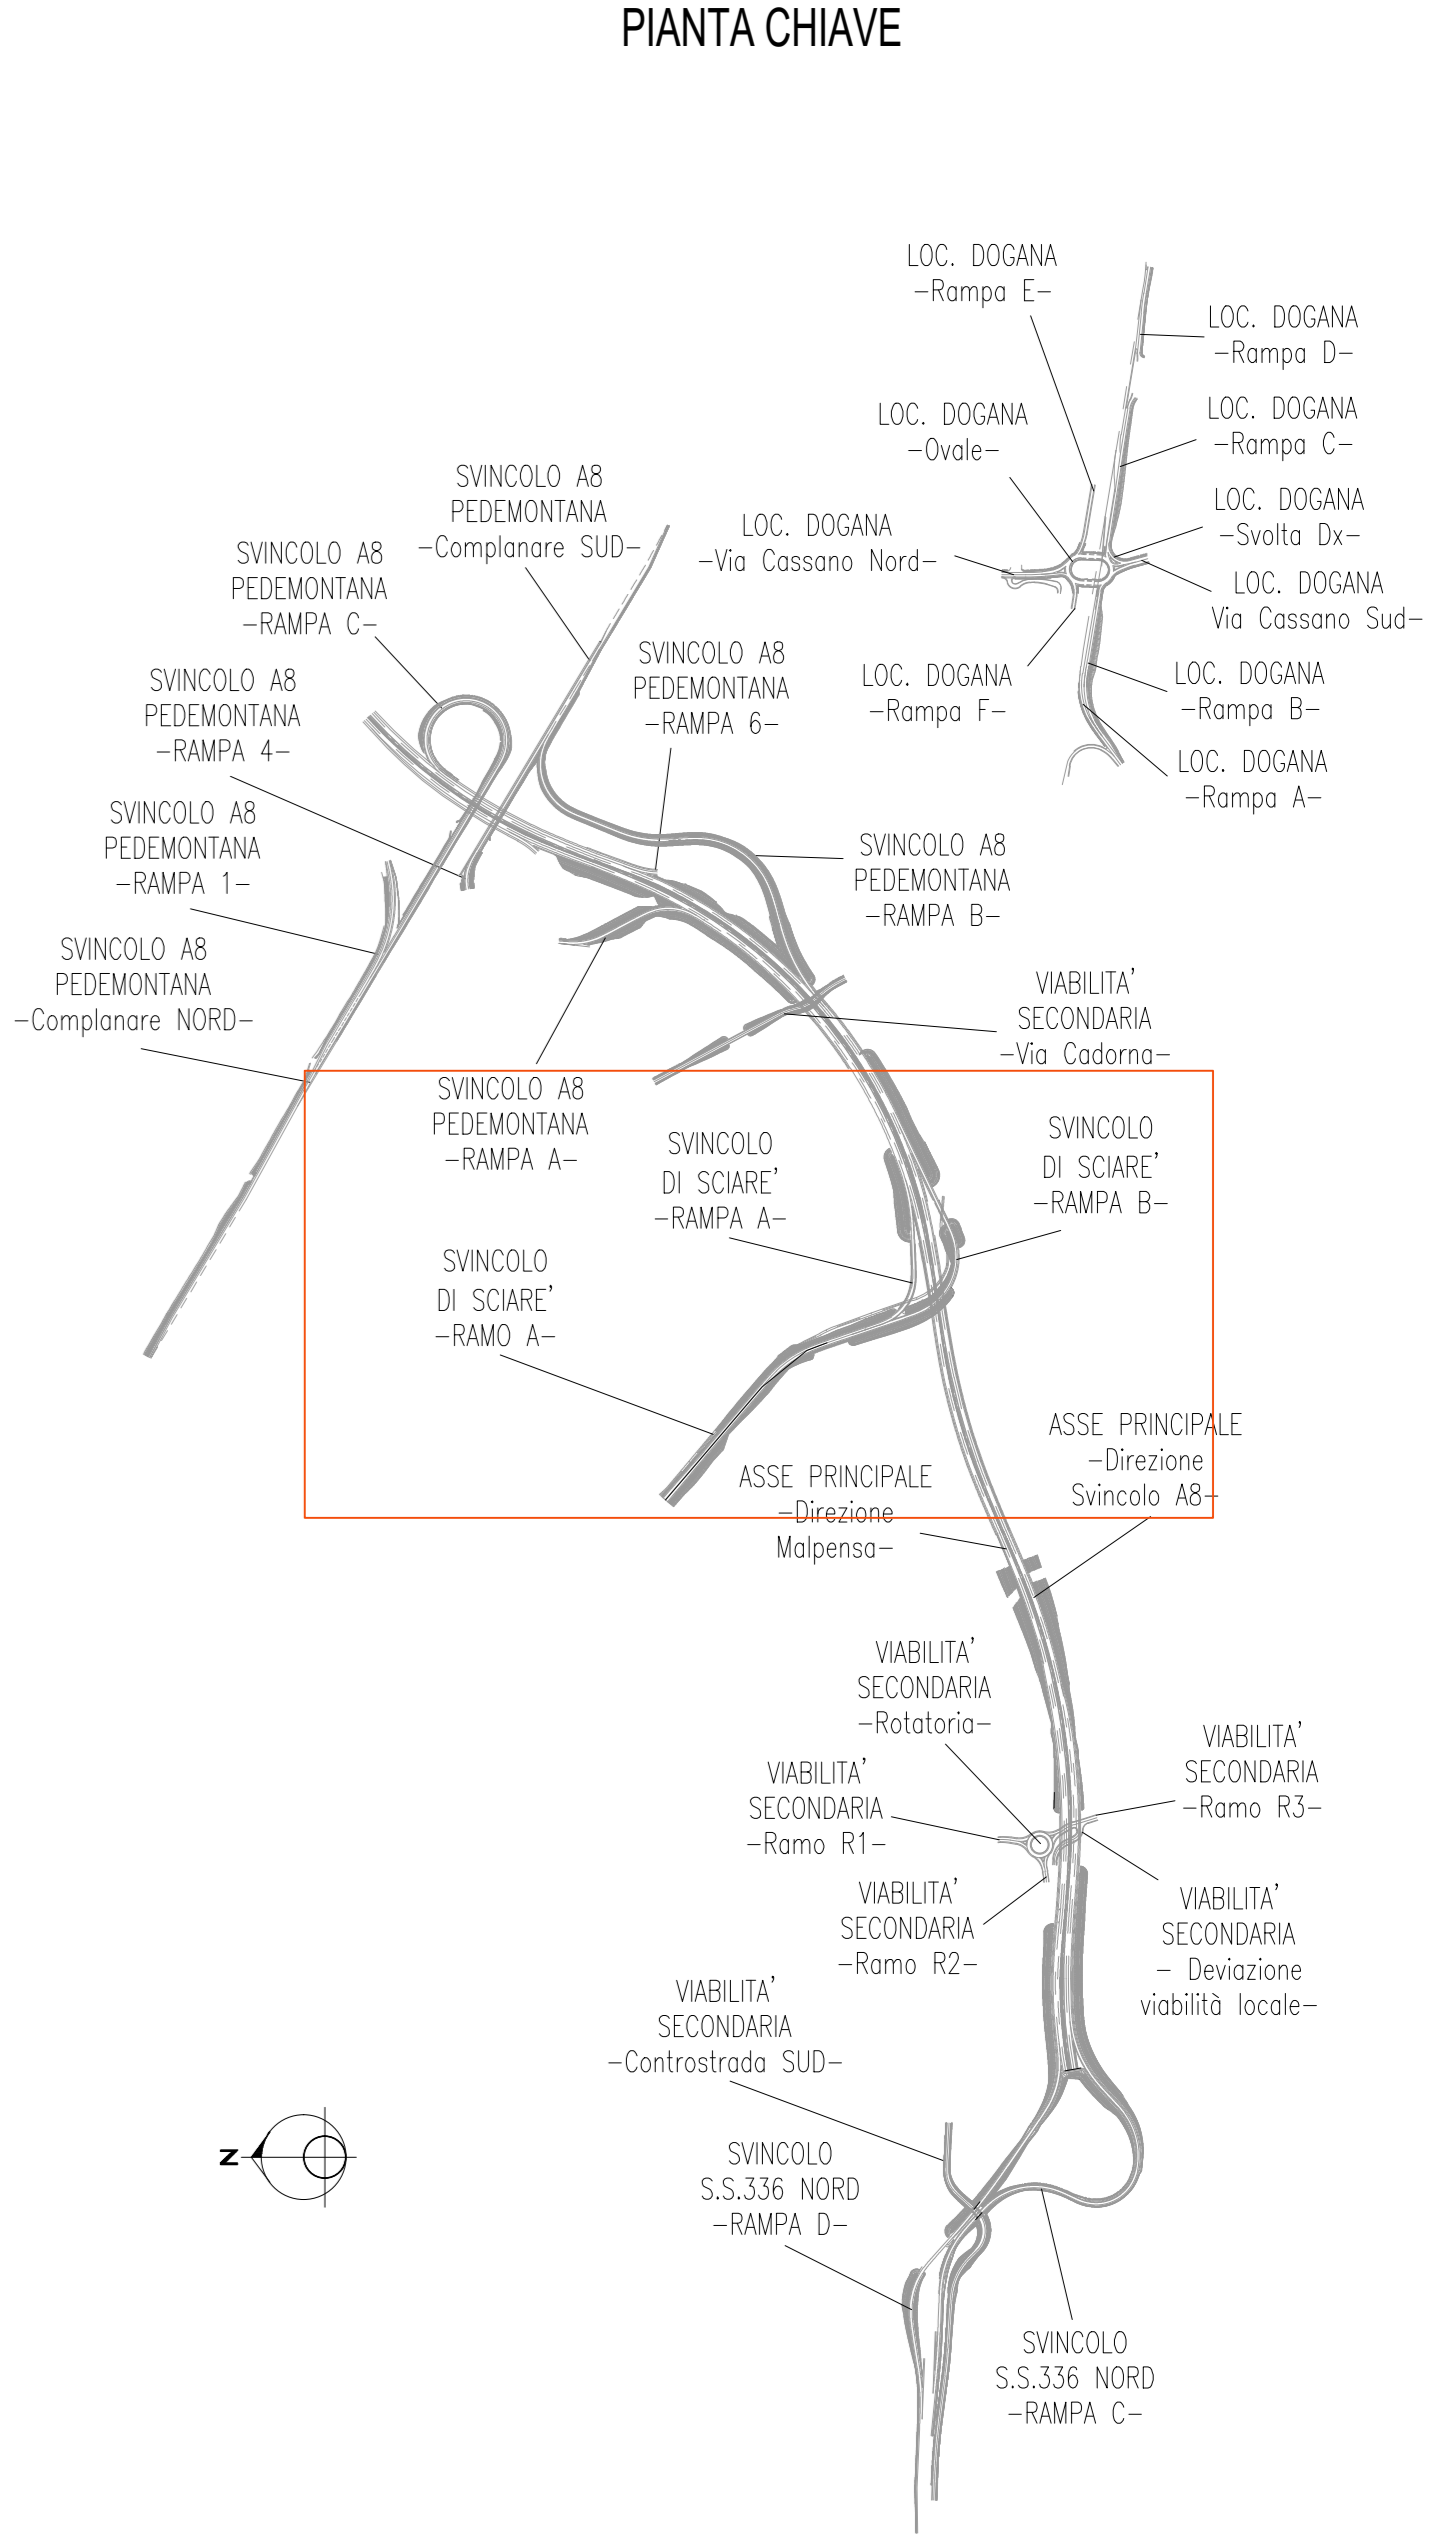 PIANTA CHIAVE
LOC. DOGANA
-Rampa E-
LOC. DOGANA
-Rampa D-
LOC. DOGANA
-Rampa C-
LOC. DOGANA
-Ovale-
SVINCOLO A8
PEDEMONTANA
-Complanare SUD-
LOC. DOGANA
-Svolta Dx-
LOC. DOGANA
-Via Cassano Nord-
SVINCOLO A8
PEDEMONTANA
-RAMPA C-
LOC. DOGANA
Via Cassano Sud-
SVINCOLO A8
PEDEMONTANA
-RAMPA 6-
LOC. DOGANA
-Rampa F-
LOC. DOGANA
-Rampa B-
SVINCOLO A8
PEDEMONTANA
-RAMPA 4-
LOC. DOGANA
-Rampa A-
SVINCOLO A8
PEDEMONTANA
-RAMPA 1-
SVINCOLO A8
PEDEMONTANA
-RAMPA B-
SVINCOLO A8
PEDEMONTANA
-Complanare NORD-
VIABILITA'
SECONDARIA
-Via Cadorna-
SVINCOLO A8
PEDEMONTANA
-RAMPA A-
SVINCOLO
DI SCIARE'
-RAMPA A-
SVINCOLO
DI SCIARE'
-RAMPA B-
SVINCOLO
DI SCIARE'
-RAMO A-
ASSE PRINCIPALE
-Direzione
Svincolo A8-
ASSE PRINCIPALE
-Direzione
Malpensa-
VIABILITA'
SECONDARIA
-Rotatoria-
VIABILITA'
SECONDARIA
-Ramo R3-
VIABILITA'
SECONDARIA
-Ramo R1-
VIABILITA'
SECONDARIA
-Ramo R2-
VIABILITA'
SECONDARIA
- Deviazione
viabilità locale-
VIABILITA'
SECONDARIA
-Controstrada SUD-
N
SVINCOLO
S.S.336 NORD
-RAMPA D-
SVINCOLO
S.S.336 NORD
-RAMPA C-